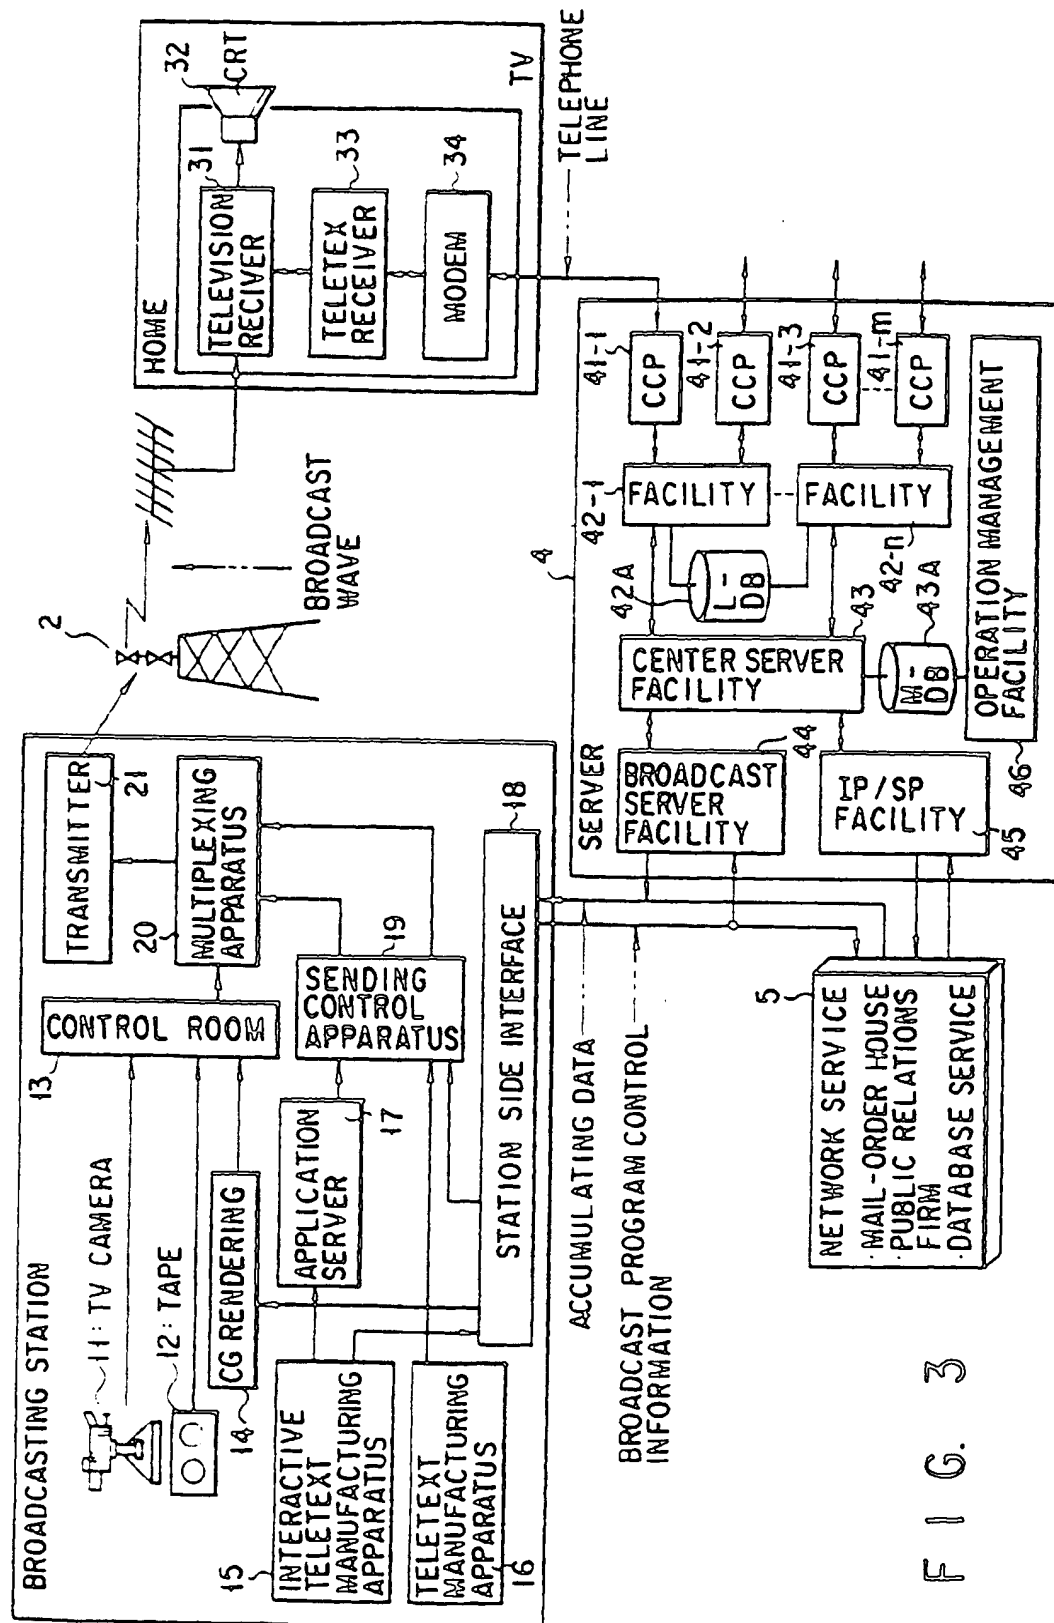 BROADCASTING STATION
11: TV CAMERA
12: TAPE
13
CONTROL ROOM
14
CG RENDERING
15
INTERACTIVE
TELETEXT
MANUFACTURING
APPARATUS
TELETEXT
MANUFACTURING
APPARATUS
16
APPLICATION
SERVER
17
SENDING
CONTROL
APPARATUS
19
20
MULTIPLEXING
APPARATUS
TRANSMITTER
21
STATION SIDE INTERFACE
18
2
BROADCAST
WAVE
HOME
TELEVISION
RECIVER
31
32
CRT
TELETEX
RECEIVER
33
MODEM
34
TV
TELEPHONE
LINE
ACCUMULATING DATA
BROADCAST PROGRAM CONTROL
INFORMATION
SERVER
4
BROADCAST
SERVER
FACILITY
44
IP/SP
FACILITY
45
CENTER SERVER
FACILITY
43
42A
L-
DB
M-
DB
43A
42-1
FACILITY
FACILITY
42-n
41-1
CCP
41-2
CCP
41-3
CCP
41-m
CCP
OPERATION MANAGEMENT
FACILITY
46
5
NETWORK SERVICE
·MAIL-ORDER HOUSE
·PUBLIC RELATIONS
FIRM
·DATABASE SERVICE
FIG. 3